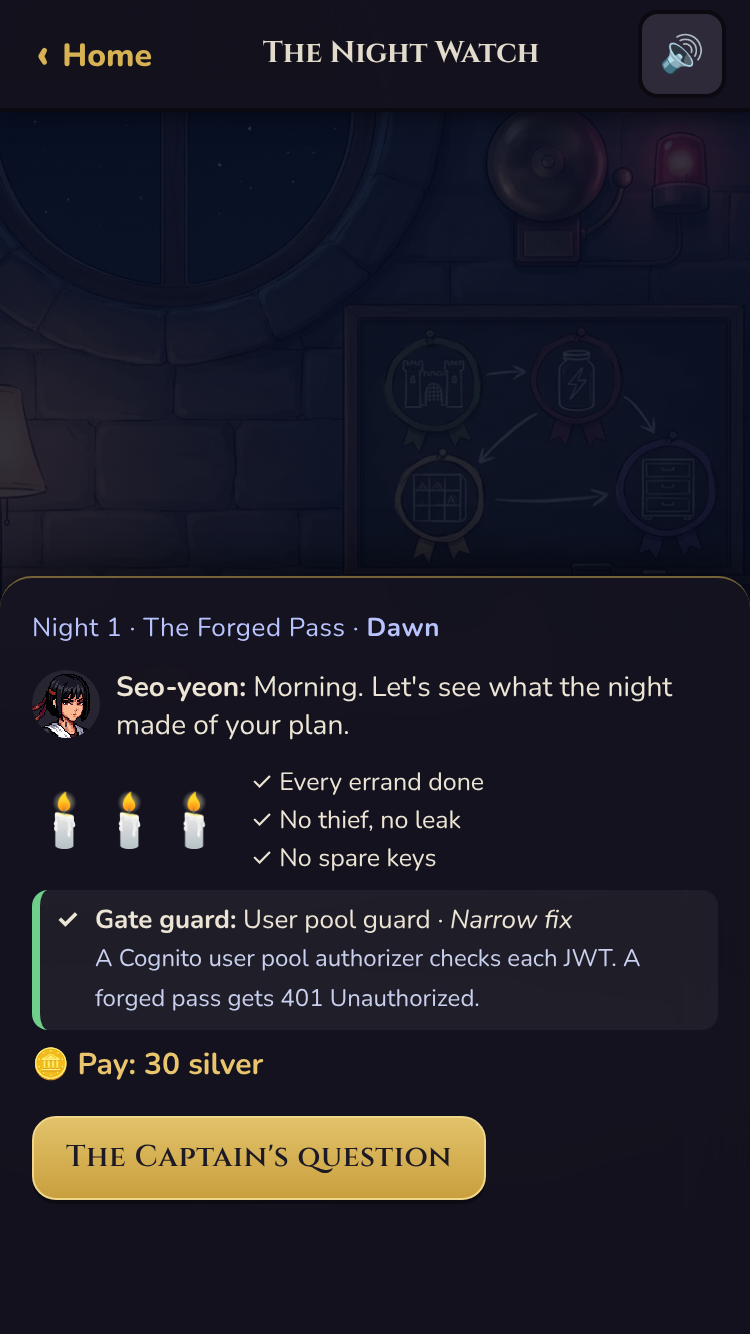 ‹ Home
The Night Watch
Night 1 · The Forged Pass · Dawn
Seo-yeon: Morning. Let's see what the night
made of your plan.
✓ Every errand done
✓ No thief, no leak
✓ No spare keys
✓ Gate guard: User pool guard · Narrow fix
A Cognito user pool authorizer checks each JWT. A
forged pass gets 401 Unauthorized.
Pay: 30 silver
The Captain's question